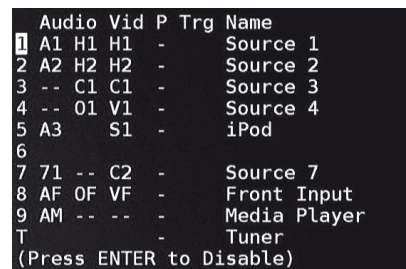 Audio Vid P Trg Name
1 A1 H1 H1 - Source 1
2 A2 H2 H2 - Source 2
3 -- C1 C1 - Source 3
4 -- O1 V1 - Source 4
5 A3 S1 - iPod
6
7 71 -- C2 - Source 7
8 AF OF VF - Front Input
9 AM -- -- - Media Player
T - Tuner
(Press ENTER to Disable)